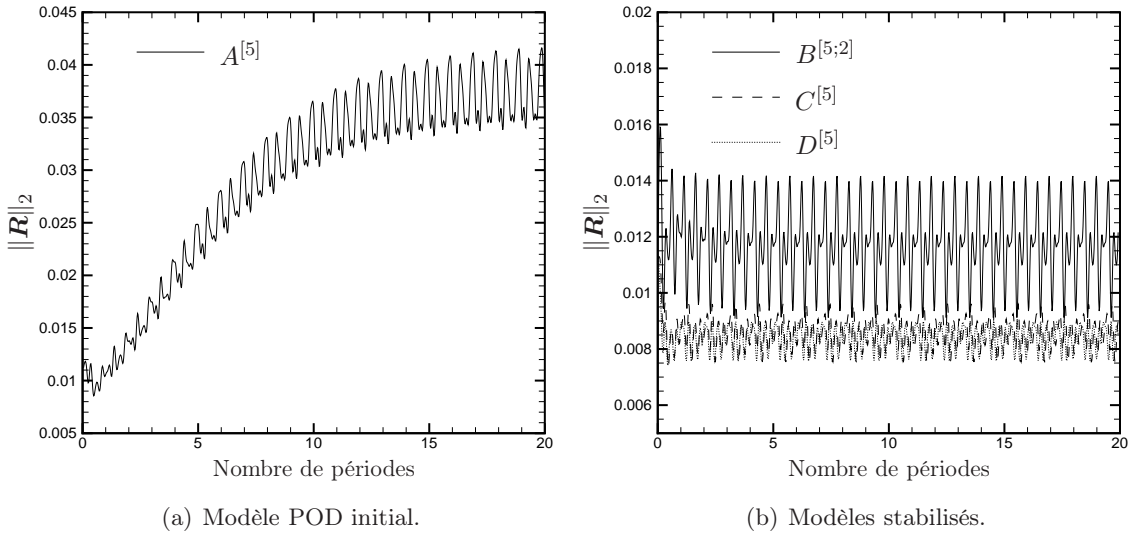 A^[5]
‖R‖₂
0.045
0.04
0.035
0.03
0.025
0.02
0.015
0.01
0.005
0 5 10 15 20
Nombre de périodes
(a) Modèle POD initial.
B^[5;2]
C^[5]
D^[5]
‖R‖₂
0.02
0.018
0.016
0.014
0.012
0.01
0.008
0.006
0 5 10 15 20
Nombre de périodes
(b) Modèles stabilisés.